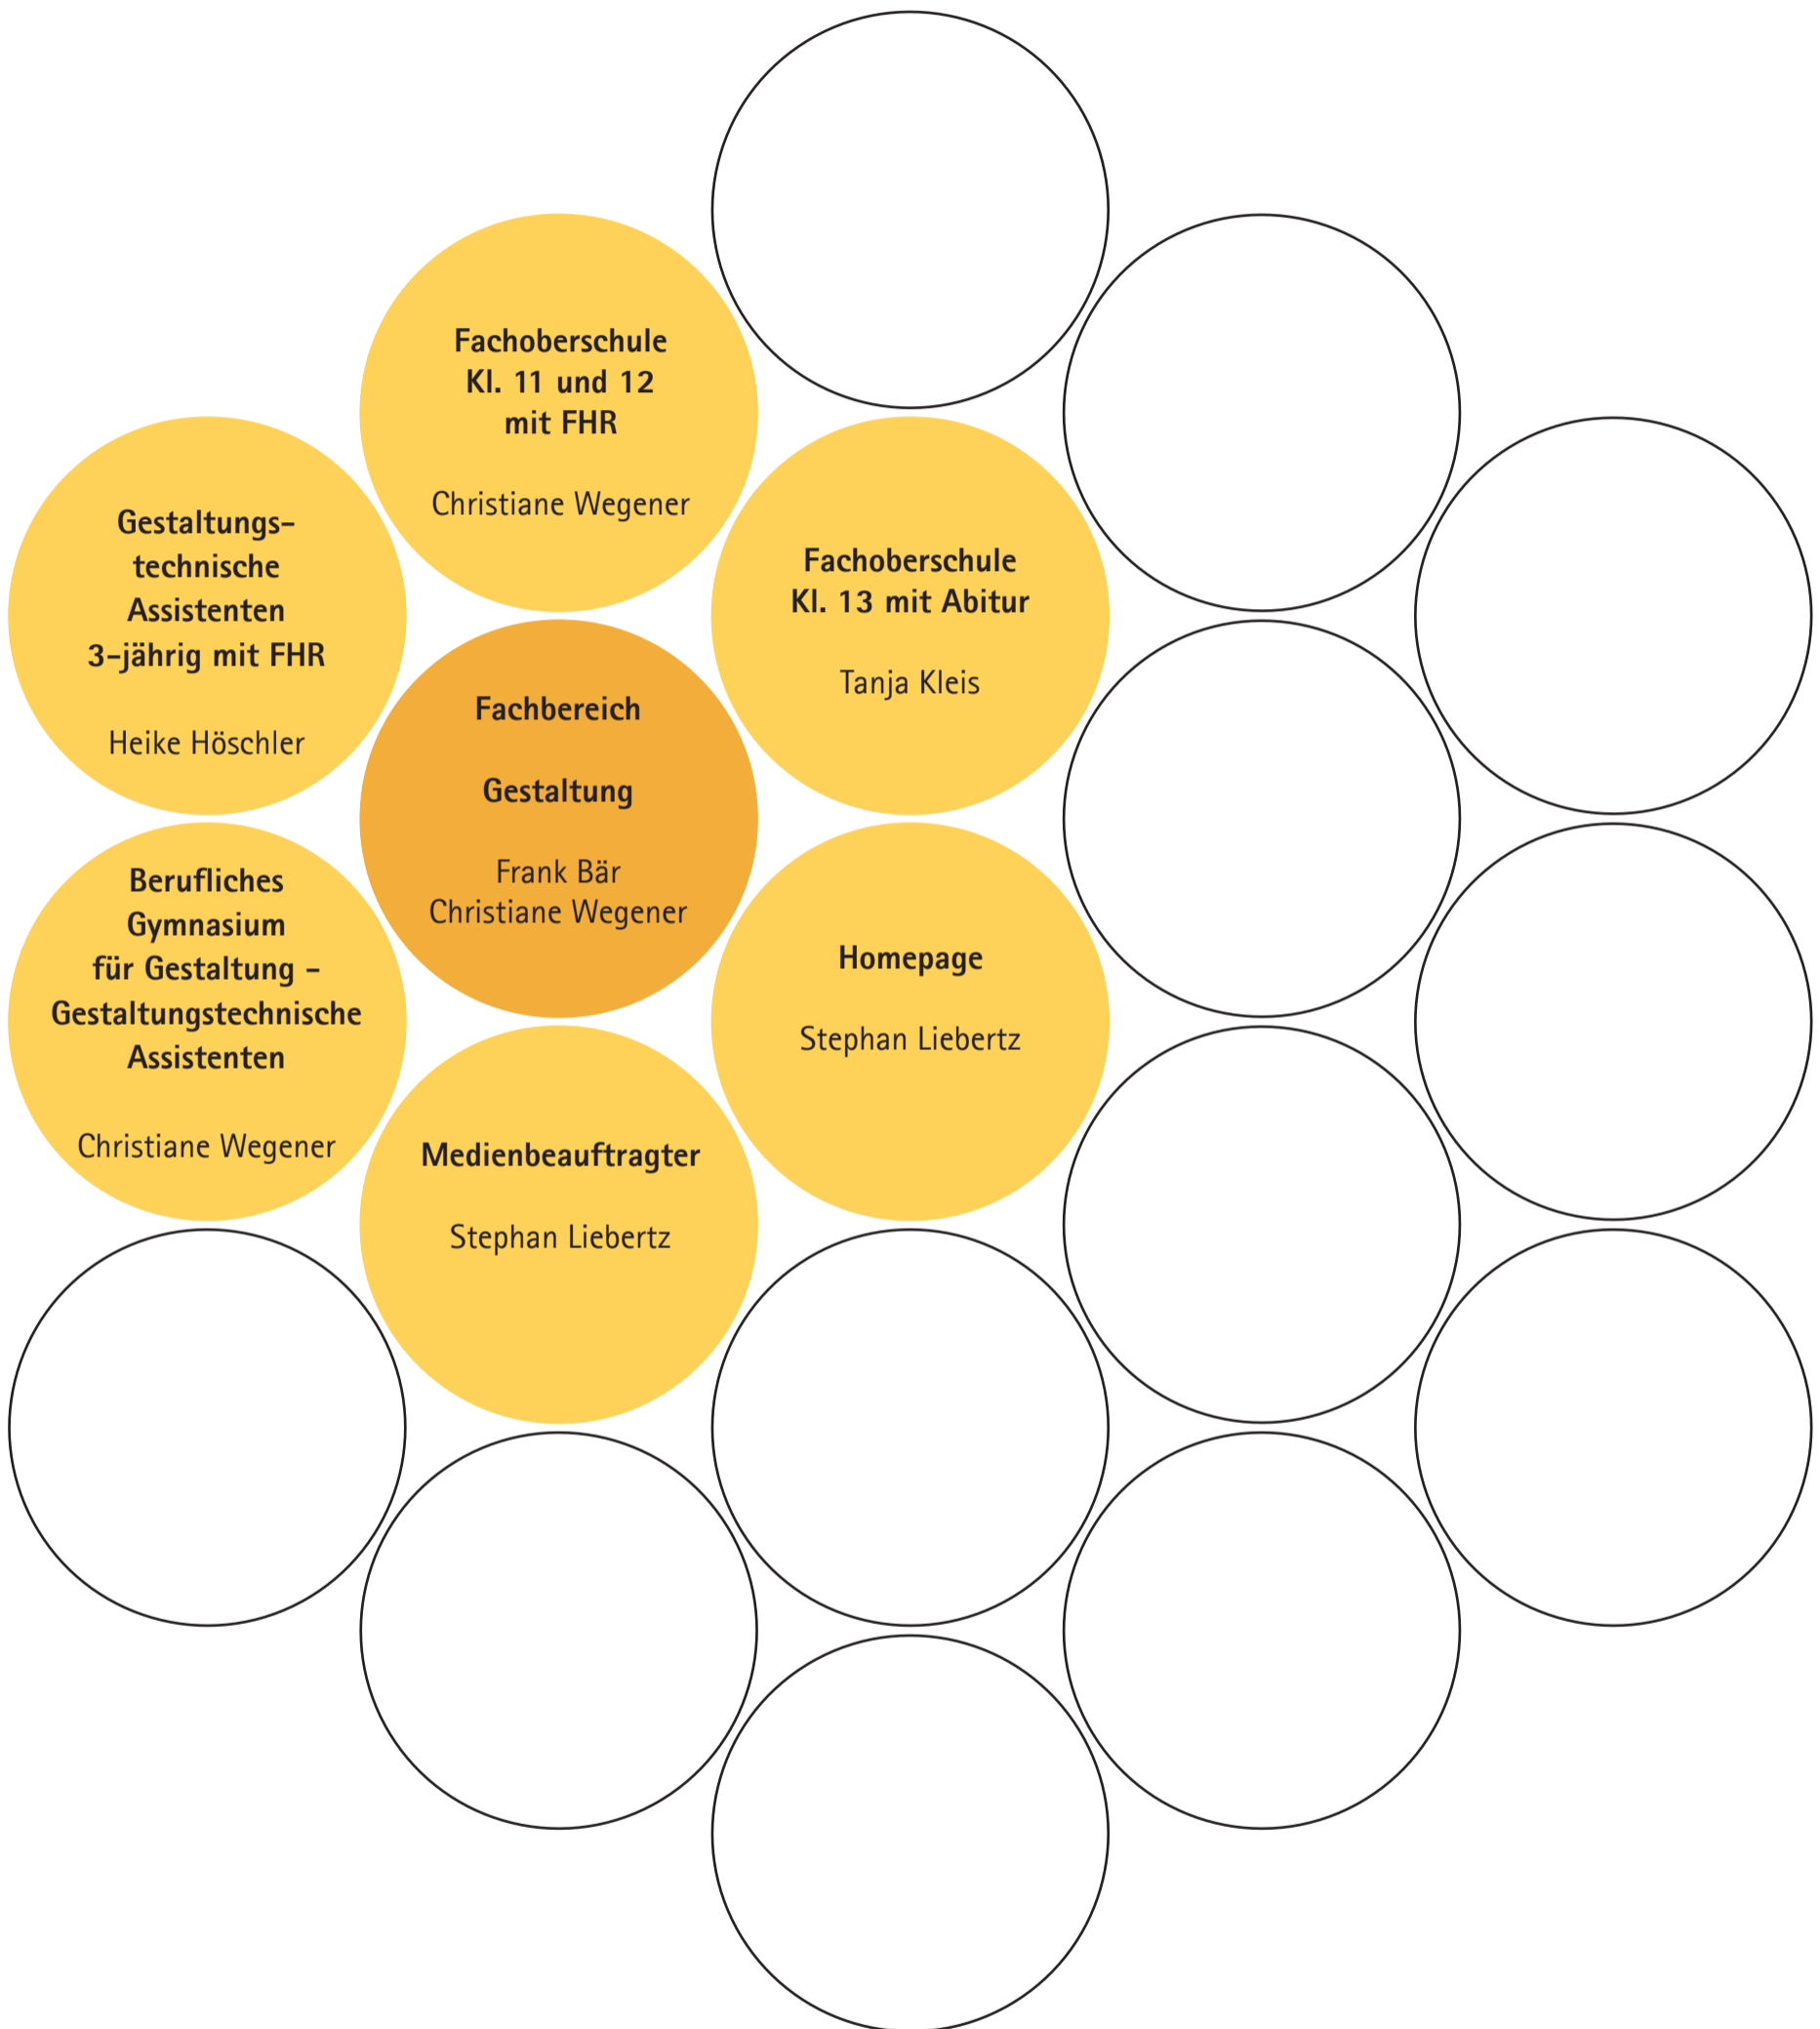 Fachoberschule
Kl. 11 und 12
mit FHR
Christiane Wegener
Gestaltungs-
technische
Assistenten
3-jährig mit FHR
Heike Höschler
Fachoberschule
Kl. 13 mit Abitur
Tanja Kleis
Fachbereich
Gestaltung
Frank Bär
Christiane Wegener
Berufliches
Gymnasium
für Gestaltung –
Gestaltungstechnische
Assistenten
Christiane Wegener
Homepage
Stephan Liebertz
Medienbeauftragter
Stephan Liebertz